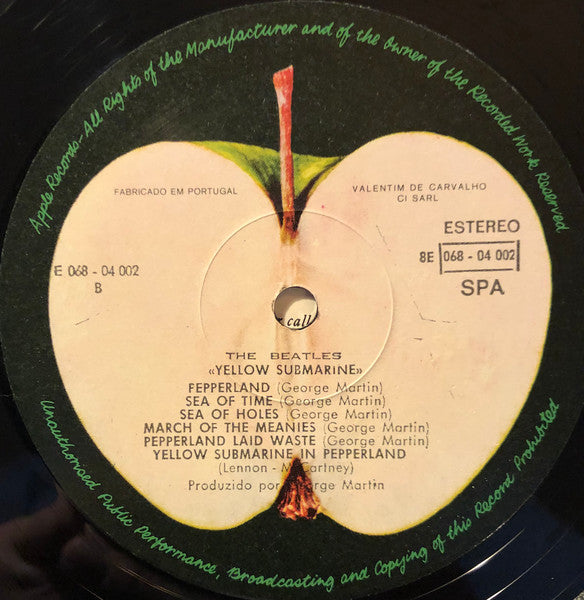 Apple Records-All Rights of the Manufacturer and of the Owner of the Recorded Work Reserved
FABRICADO EM PORTUGAL
VALENTIM DE CARVALHO
CI SARL
ESTEREO
E 068 - 04 002
B
8E 068 - 04 002
SPA
call
THE BEATLES
«YELLOW SUBMARINE»
FEPPERLAND (George Martin)
SEA OF TIME (George Martin)
SEA OF HOLES (George Martin)
MARCH OF THE MEANIES (George Martin)
PEPPERLAND LAID WASTE (George Martin)
YELLOW SUBMARINE IN PEPPERLAND
(Lennon - McCartney)
Produzido por George Martin
Unauthorised Public Performance, Broadcasting and Copying of this Record Prohibited